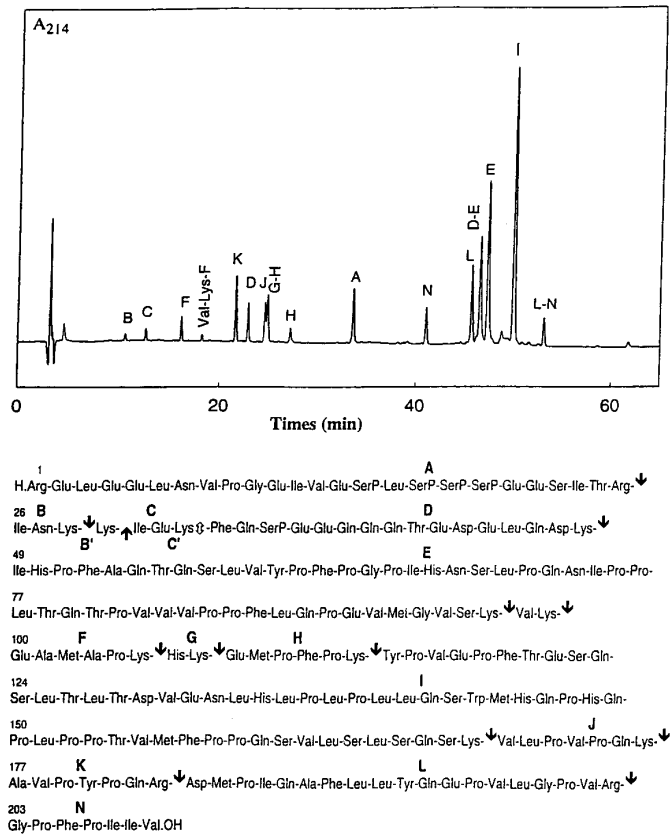 A214
I
E
D-E
L
K
D
J
G-H
H
A
N
L-N
B
C
F
Val-Lys-F
0 20 40 60
Times (min)
1 A
H.Arg-Glu-Leu-Glu-Glu-Leu-Asn-Val-Pro-Gly-Glu-Ile-Val-Glu-SerP-Leu-SerP-SerP-SerP-Glu-Glu-Ser-Ile-Thr-Arg-↓
26 B C D
Ile-Asn-Lys-↓Lys-↑Ile-Glu-Lys⇳-Phe-Gln-SerP-Glu-Glu-Gln-Gln-Gln-Thr-Glu-Asp-Glu-Leu-Gln-Asp-Lys-↓
B' C'
49 E
Ile-His-Pro-Phe-Ala-Gln-Thr-Gln-Ser-Leu-Val-Tyr-Pro-Phe-Pro-Gly-Pro-Ile-His-Asn-Ser-Leu-Pro-Gln-Asn-Ile-Pro-Pro-
77
Leu-Thr-Gln-Thr-Pro-Val-Val-Val-Pro-Pro-Phe-Leu-Gln-Pro-Glu-Val-Met-Gly-Val-Ser-Lys-↓Val-Lys-↓
100 F G H
Glu-Ala-Met-Ala-Pro-Lys-↓His-Lys-↓Glu-Met-Pro-Phe-Pro-Lys-↓Tyr-Pro-Val-Glu-Pro-Phe-Thr-Glu-Ser-Gln-
124 I
Ser-Leu-Thr-Leu-Thr-Asp-Val-Glu-Asn-Leu-His-Leu-Pro-Leu-Pro-Leu-Leu-Gln-Ser-Trp-Met-His-Gln-Pro-His-Gln-
150 J
Pro-Leu-Pro-Pro-Thr-Val-Met-Phe-Pro-Pro-Gln-Ser-Val-Leu-Ser-Leu-Ser-Gln-Ser-Lys-↓Val-Leu-Pro-Val-Pro-Gln-Lys-↓
177 K L
Ala-Val-Pro-Tyr-Pro-Gln-Arg-↓Asp-Met-Pro-Ile-Gln-Ala-Phe-Leu-Leu-Tyr-Gln-Glu-Pro-Val-Leu-Gly-Pro-Val-Arg-↓
203 N
Gly-Pro-Phe-Pro-Ile-Ile-Val.OH